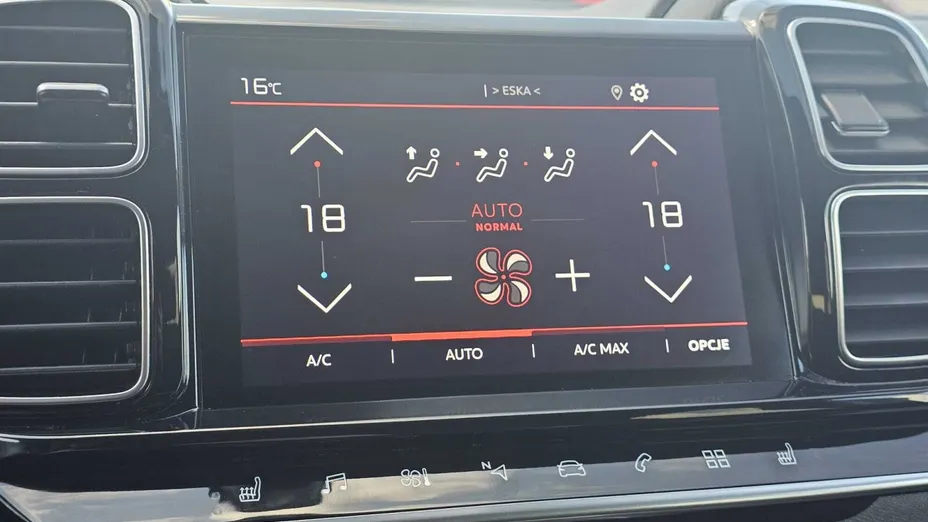 16°C
> ESKA <
18
18
AUTO
NORMAL
A/C
AUTO
A/C MAX
OPCJE
N